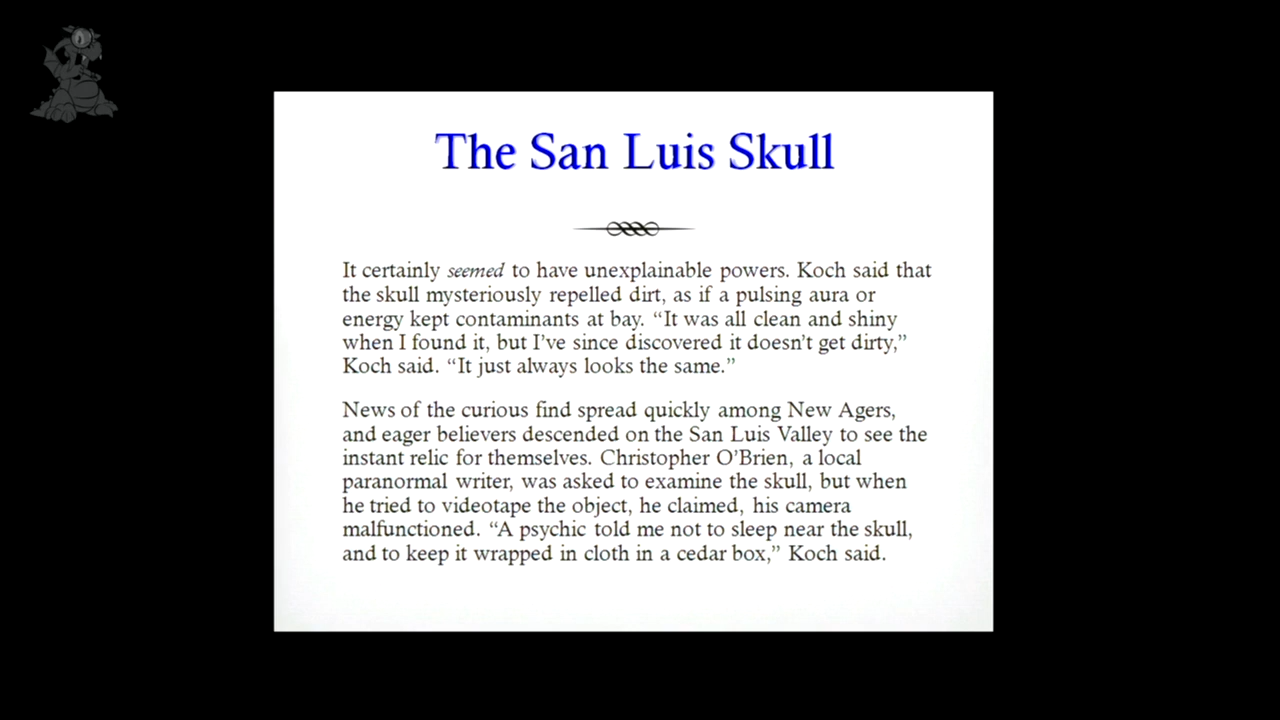 The San Luis Skull
It certainly seemed to have unexplainable powers. Koch said that
the skull mysteriously repelled dirt, as if a pulsing aura or
energy kept contaminants at bay. “It was all clean and shiny
when I found it, but I’ve since discovered it doesn’t get dirty,”
Koch said. “It just always looks the same.”
News of the curious find spread quickly among New Agers,
and eager believers descended on the San Luis Valley to see the
instant relic for themselves. Christopher O’Brien, a local
paranormal writer, was asked to examine the skull, but when
he tried to videotape the object, he claimed, his camera
malfunctioned. “A psychic told me not to sleep near the skull,
and to keep it wrapped in cloth in a cedar box,” Koch said.